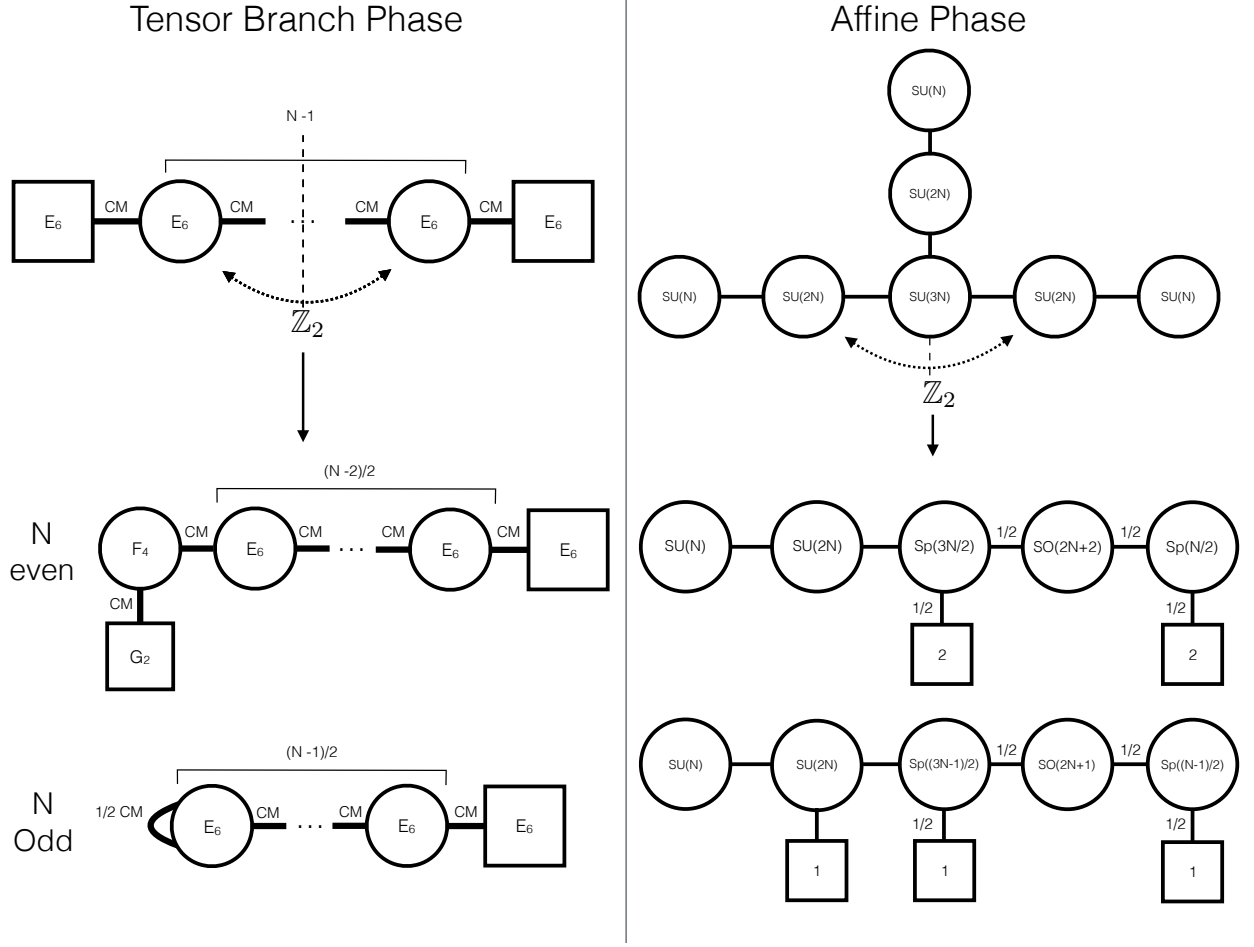 Tensor Branch Phase
Affine Phase
N -1
E₆ CM E₆ CM ··· CM E₆ CM E₆
ℤ₂
SU(N)
SU(2N)
SU(N) SU(2N) SU(3N) SU(2N) SU(N)
ℤ₂
(N -2)/2
N
even
F₄ CM E₆ CM ··· CM E₆ CM E₆
CM
G₂
SU(N) SU(2N) Sp(3N/2) 1/2 SO(2N+2) 1/2 Sp(N/2)
1/2 1/2
2 2
(N -1)/2
N
Odd
1/2 CM E₆ CM ··· CM E₆ CM E₆
SU(N) SU(2N) Sp((3N-1)/2) 1/2 SO(2N+1) 1/2 Sp((N-1)/2)
1/2 1/2
1 1 1